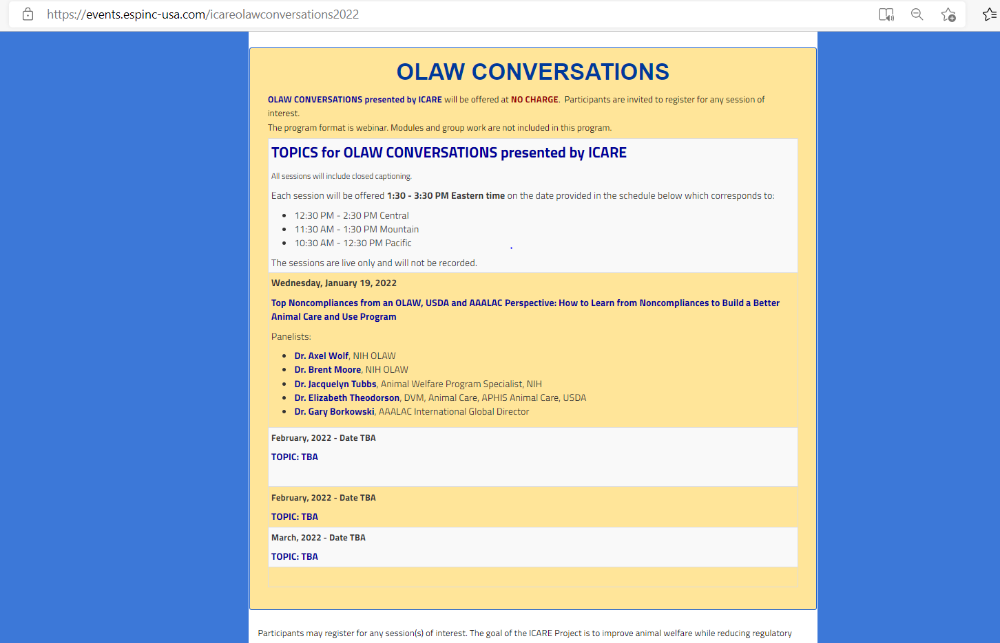 https://events.espinc-usa.com/icareolawconversations2022
OLAW CONVERSATIONS
OLAW CONVERSATIONS presented by ICARE will be offered at NO CHARGE.  Participants are invited to register for any session of
interest.
The program format is webinar. Modules and group work are not included in this program.
TOPICS for OLAW CONVERSATIONS presented by ICARE
All sessions will include closed captioning.
Each session will be offered 1:30 - 3:30 PM Eastern time on the date provided in the schedule below which corresponds to:
• 12:30 PM - 2:30 PM Central
• 11:30 AM - 1:30 PM Mountain
• 10:30 AM - 12:30 PM Pacific
The sessions are live only and will not be recorded.
Wednesday, January 19, 2022
Top Noncompliances from an OLAW, USDA and AAALAC Perspective: How to Learn from Noncompliances to Build a Better
Animal Care and Use Program
Panelists:
• Dr. Axel Wolf, NIH OLAW
• Dr. Brent Moore, NIH OLAW
• Dr. Jacquelyn Tubbs, Animal Welfare Program Specialist, NIH
• Dr. Elizabeth Theodorson, DVM, Animal Care, APHIS Animal Care, USDA
• Dr. Gary Borkowski, AAALAC International Global Director
February, 2022 - Date TBA
TOPIC: TBA
February, 2022 - Date TBA
TOPIC: TBA
March, 2022 - Date TBA
TOPIC: TBA
Participants may register for any session(s) of interest. The goal of the ICARE Project is to improve animal welfare while reducing regulatory